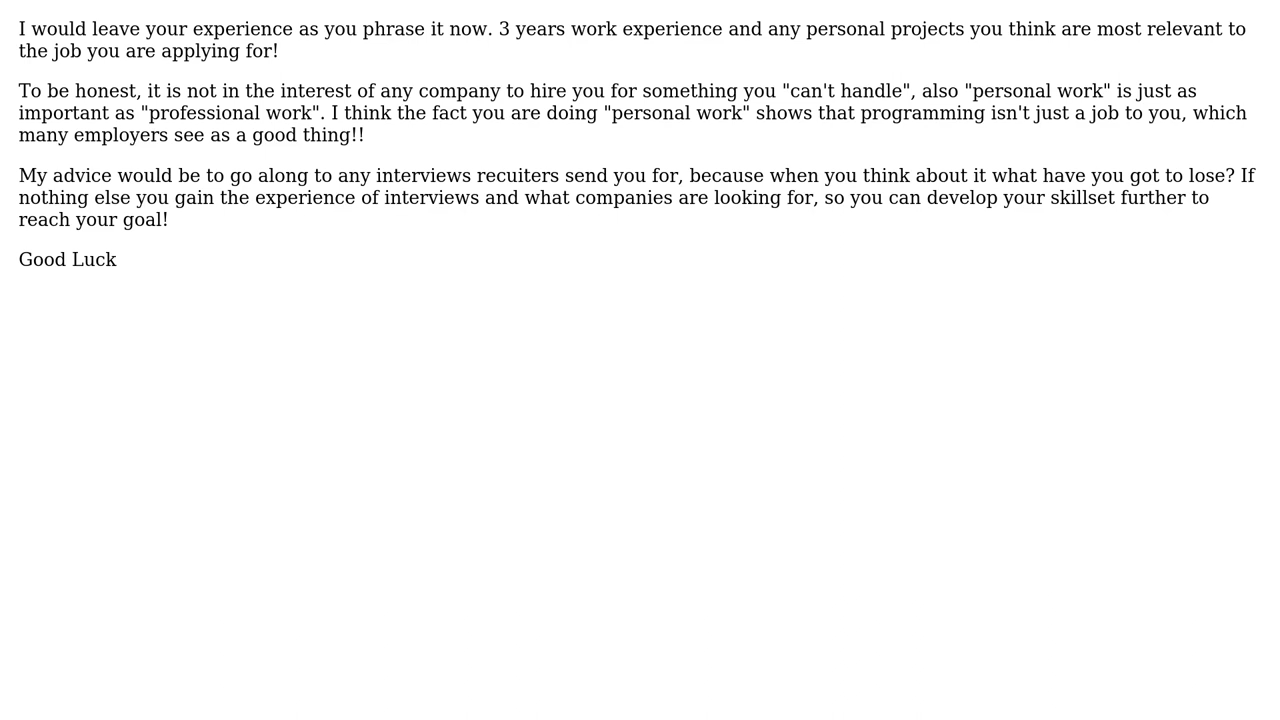 I would leave your experience as you phrase it now. 3 years work experience and any personal projects you think are most relevant to
the job you are applying for!
To be honest, it is not in the interest of any company to hire you for something you "can't handle", also "personal work" is just as
important as "professional work". I think the fact you are doing "personal work" shows that programming isn't just a job to you, which
many employers see as a good thing!!
My advice would be to go along to any interviews recuiters send you for, because when you think about it what have you got to lose? If
nothing else you gain the experience of interviews and what companies are looking for, so you can develop your skillset further to
reach your goal!
Good Luck